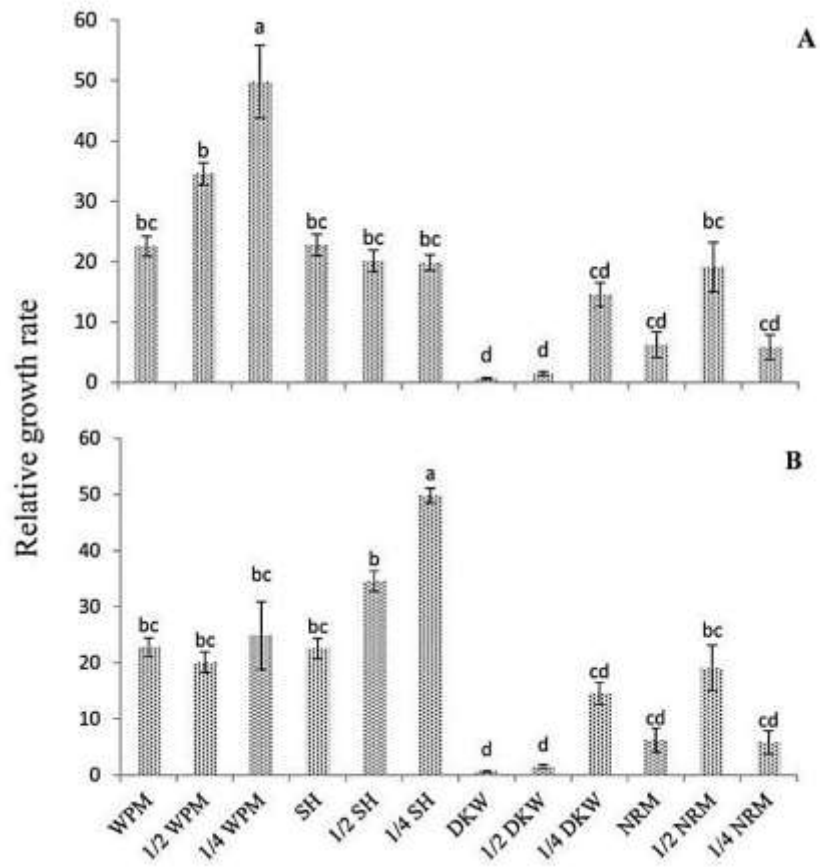 60
50
40
30
20
10
0
A
a
b
bc
bc
bc
bc
d
d
cd
cd
bc
cd
Relative growth rate
60
50
40
30
20
10
0
B
bc
bc
bc
bc
b
a
d
d
cd
cd
bc
cd
WPM
1/2 WPM
1/4 WPM
SH
1/2 SH
1/4 SH
DKW
1/2 DKW
1/4 DKW
NRM
1/2 NRM
1/4 NRM